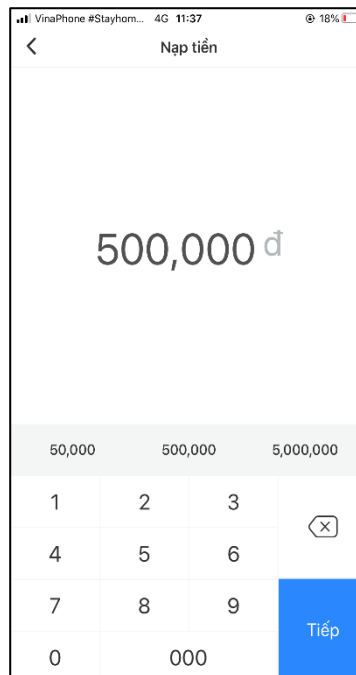 VinaPhone #Stayhom... 4G 11:37 18%
Nạp tiền
500,000 đ
50,000 500,000 5,000,000
1 2 3
4 5 6
7 8 9
Tiếp
0 000